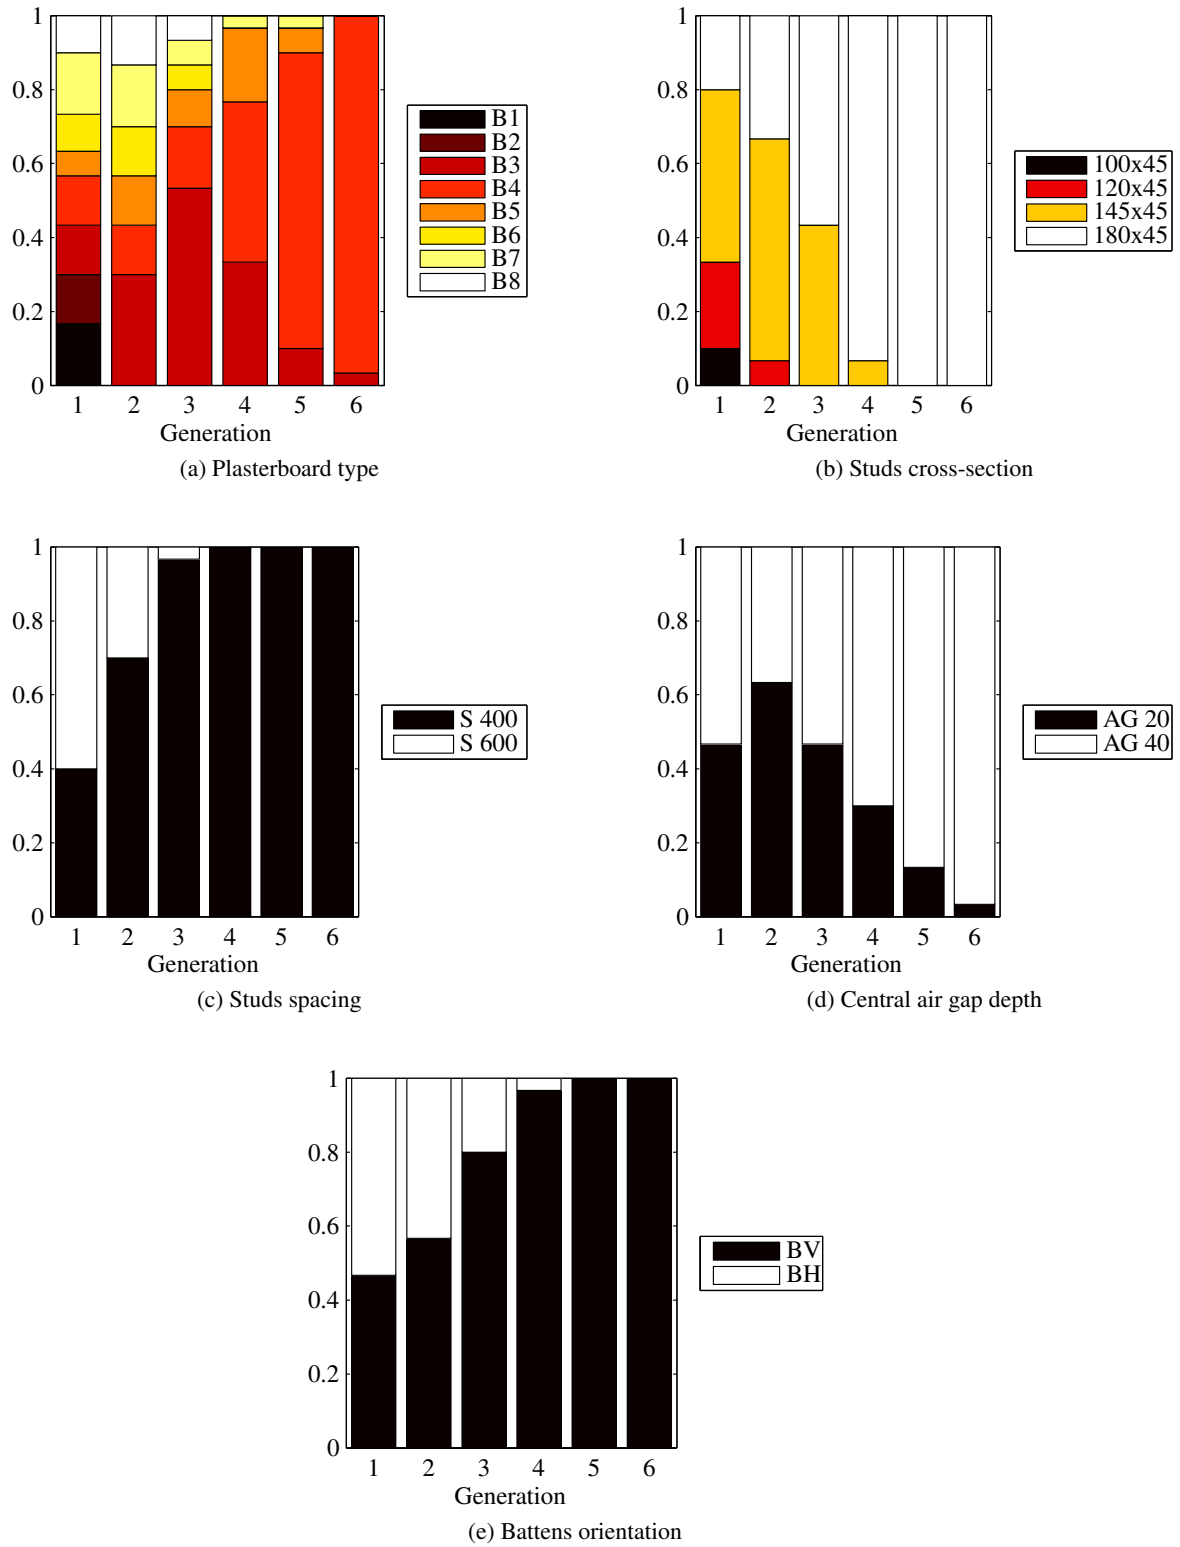 1
0.8
0.6
0.4
0.2
0
1 2 3 4 5 6
Generation
B1
B2
B3
B4
B5
B6
B7
B8
(a) Plasterboard type
1
0.8
0.6
0.4
0.2
0
1 2 3 4 5 6
Generation
100x45
120x45
145x45
180x45
(b) Studs cross-section
1
0.8
0.6
0.4
0.2
0
1 2 3 4 5 6
Generation
S 400
S 600
(c) Studs spacing
1
0.8
0.6
0.4
0.2
0
1 2 3 4 5 6
Generation
AG 20
AG 40
(d) Central air gap depth
1
0.8
0.6
0.4
0.2
0
1 2 3 4 5 6
Generation
BV
BH
(e) Battens orientation